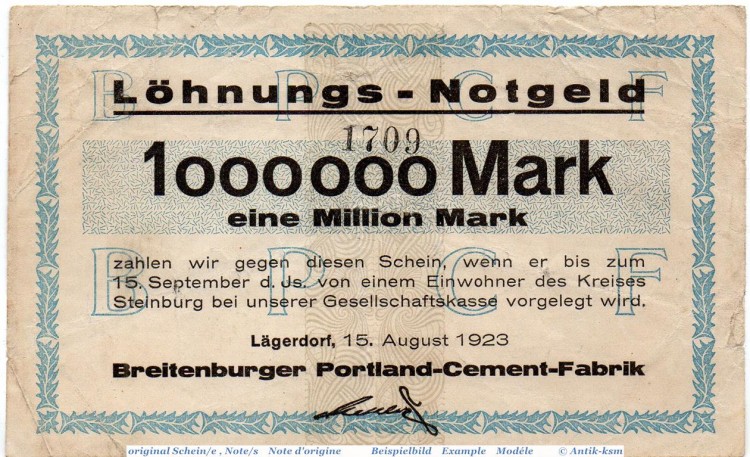 B P C F
Löhnungs-Notgeld
1709
1000000 Mark
eine Million Mark
B P C F
zahlen wir gegen diesen Schein, wenn er bis zum
15. September d. Js. von einem Einwohner des Kreises
Steinburg bei unserer Gesellschaftskasse vorgelegt wird.
Lägerdorf, 15. August 1923
Breitenburger Portland-Cement-Fabrik
original Schein/e , Note/s Note d'origine Beispielbild Example Modéle © Antik-ksm